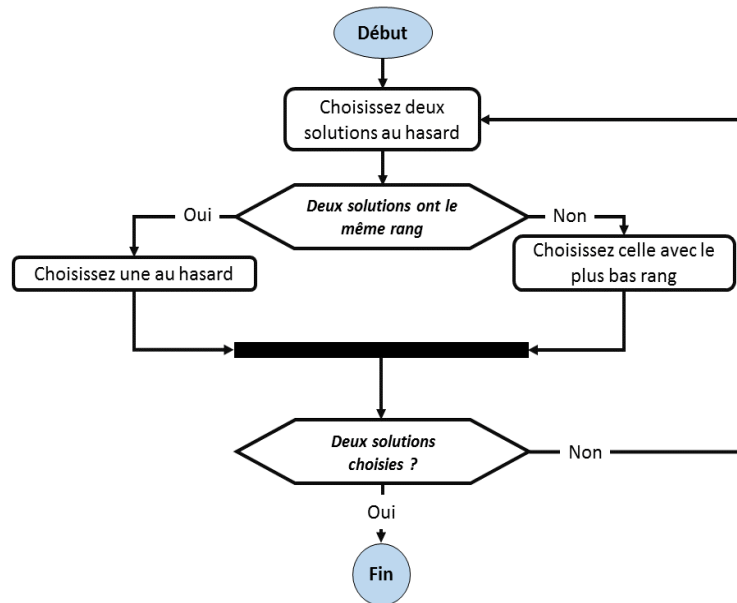 Début
Choisissez deux
solutions au hasard
Deux solutions ont le
même rang
Oui
Non
Choisissez une au hasard
Choisissez celle avec le
plus bas rang
Deux solutions
choisies ?
Non
Oui
Fin